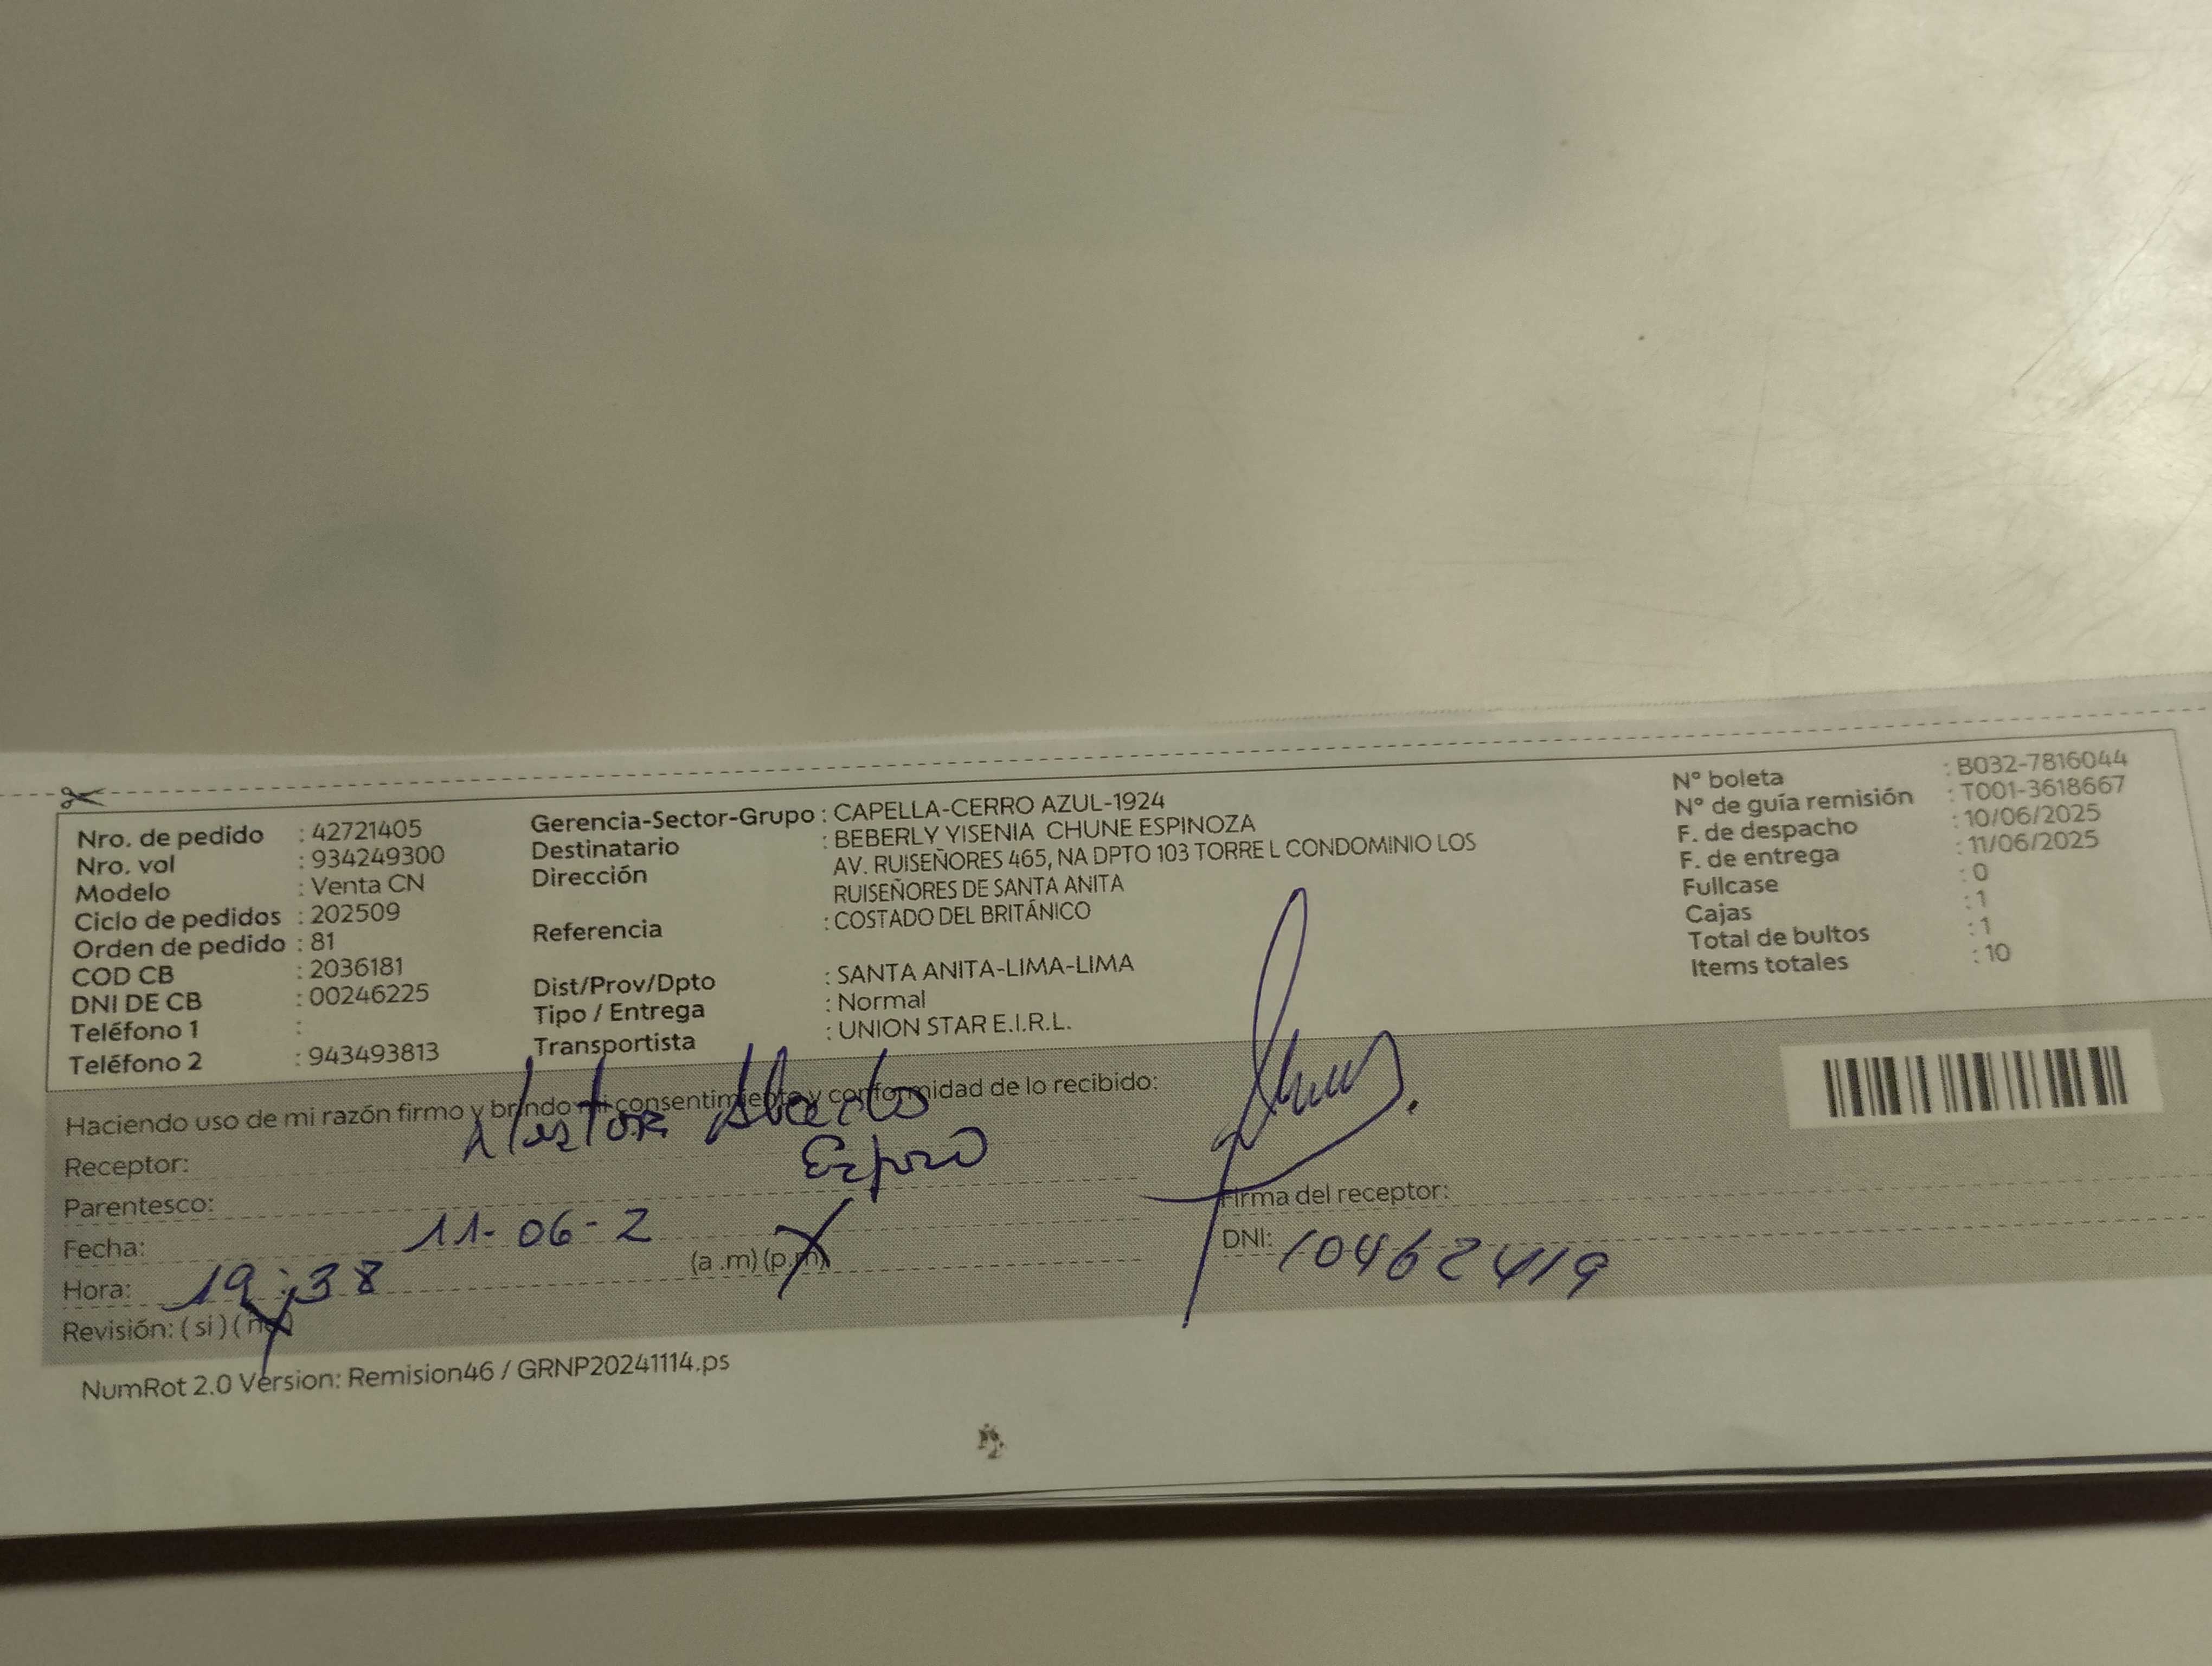 Nro. de pedido : 42721405
Nro. vol : 934249300
Modelo : Venta CN
Ciclo de pedidos : 202509
Orden de pedido : 81
COD CB : 2036181
DNI DE CB : 00246225
Teléfono 1 :
Teléfono 2 : 943493813
Gerencia-Sector-Grupo : CAPELLA-CERRO AZUL-1924
Destinatario : BEBERLY YISENIA CHUNE ESPINOZA
Dirección AV. RUISEÑORES 465, NA DPTO 103 TORRE L CONDOMINIO LOS
RUISEÑORES DE SANTA ANITA
Referencia : COSTADO DEL BRITÁNICO
Dist/Prov/Dpto : SANTA ANITA-LIMA-LIMA
Tipo / Entrega : Normal
Transportista : UNION STAR E.I.R.L.
N° boleta : B032-7816044
N° de guía remisión : T001-3618667
F. de despacho : 10/06/2025
F. de entrega : 11/06/2025
Fullcase : 0
Cajas : 1
Total de bultos : 1
Items totales : 10
Haciendo uso de mi razón firmo y brindo mi consentimiento y conformidad de lo recibido:
Receptor: Nestor
Parentesco: Esposo
Fecha: 11-06-2
Hora: 19:38 (a.m) (p.m)
Revisión: (si) (no)
Firma del receptor:
DNI: 10462419
NumRot 2.0 Version: Remision46 / GRNP20241114.ps